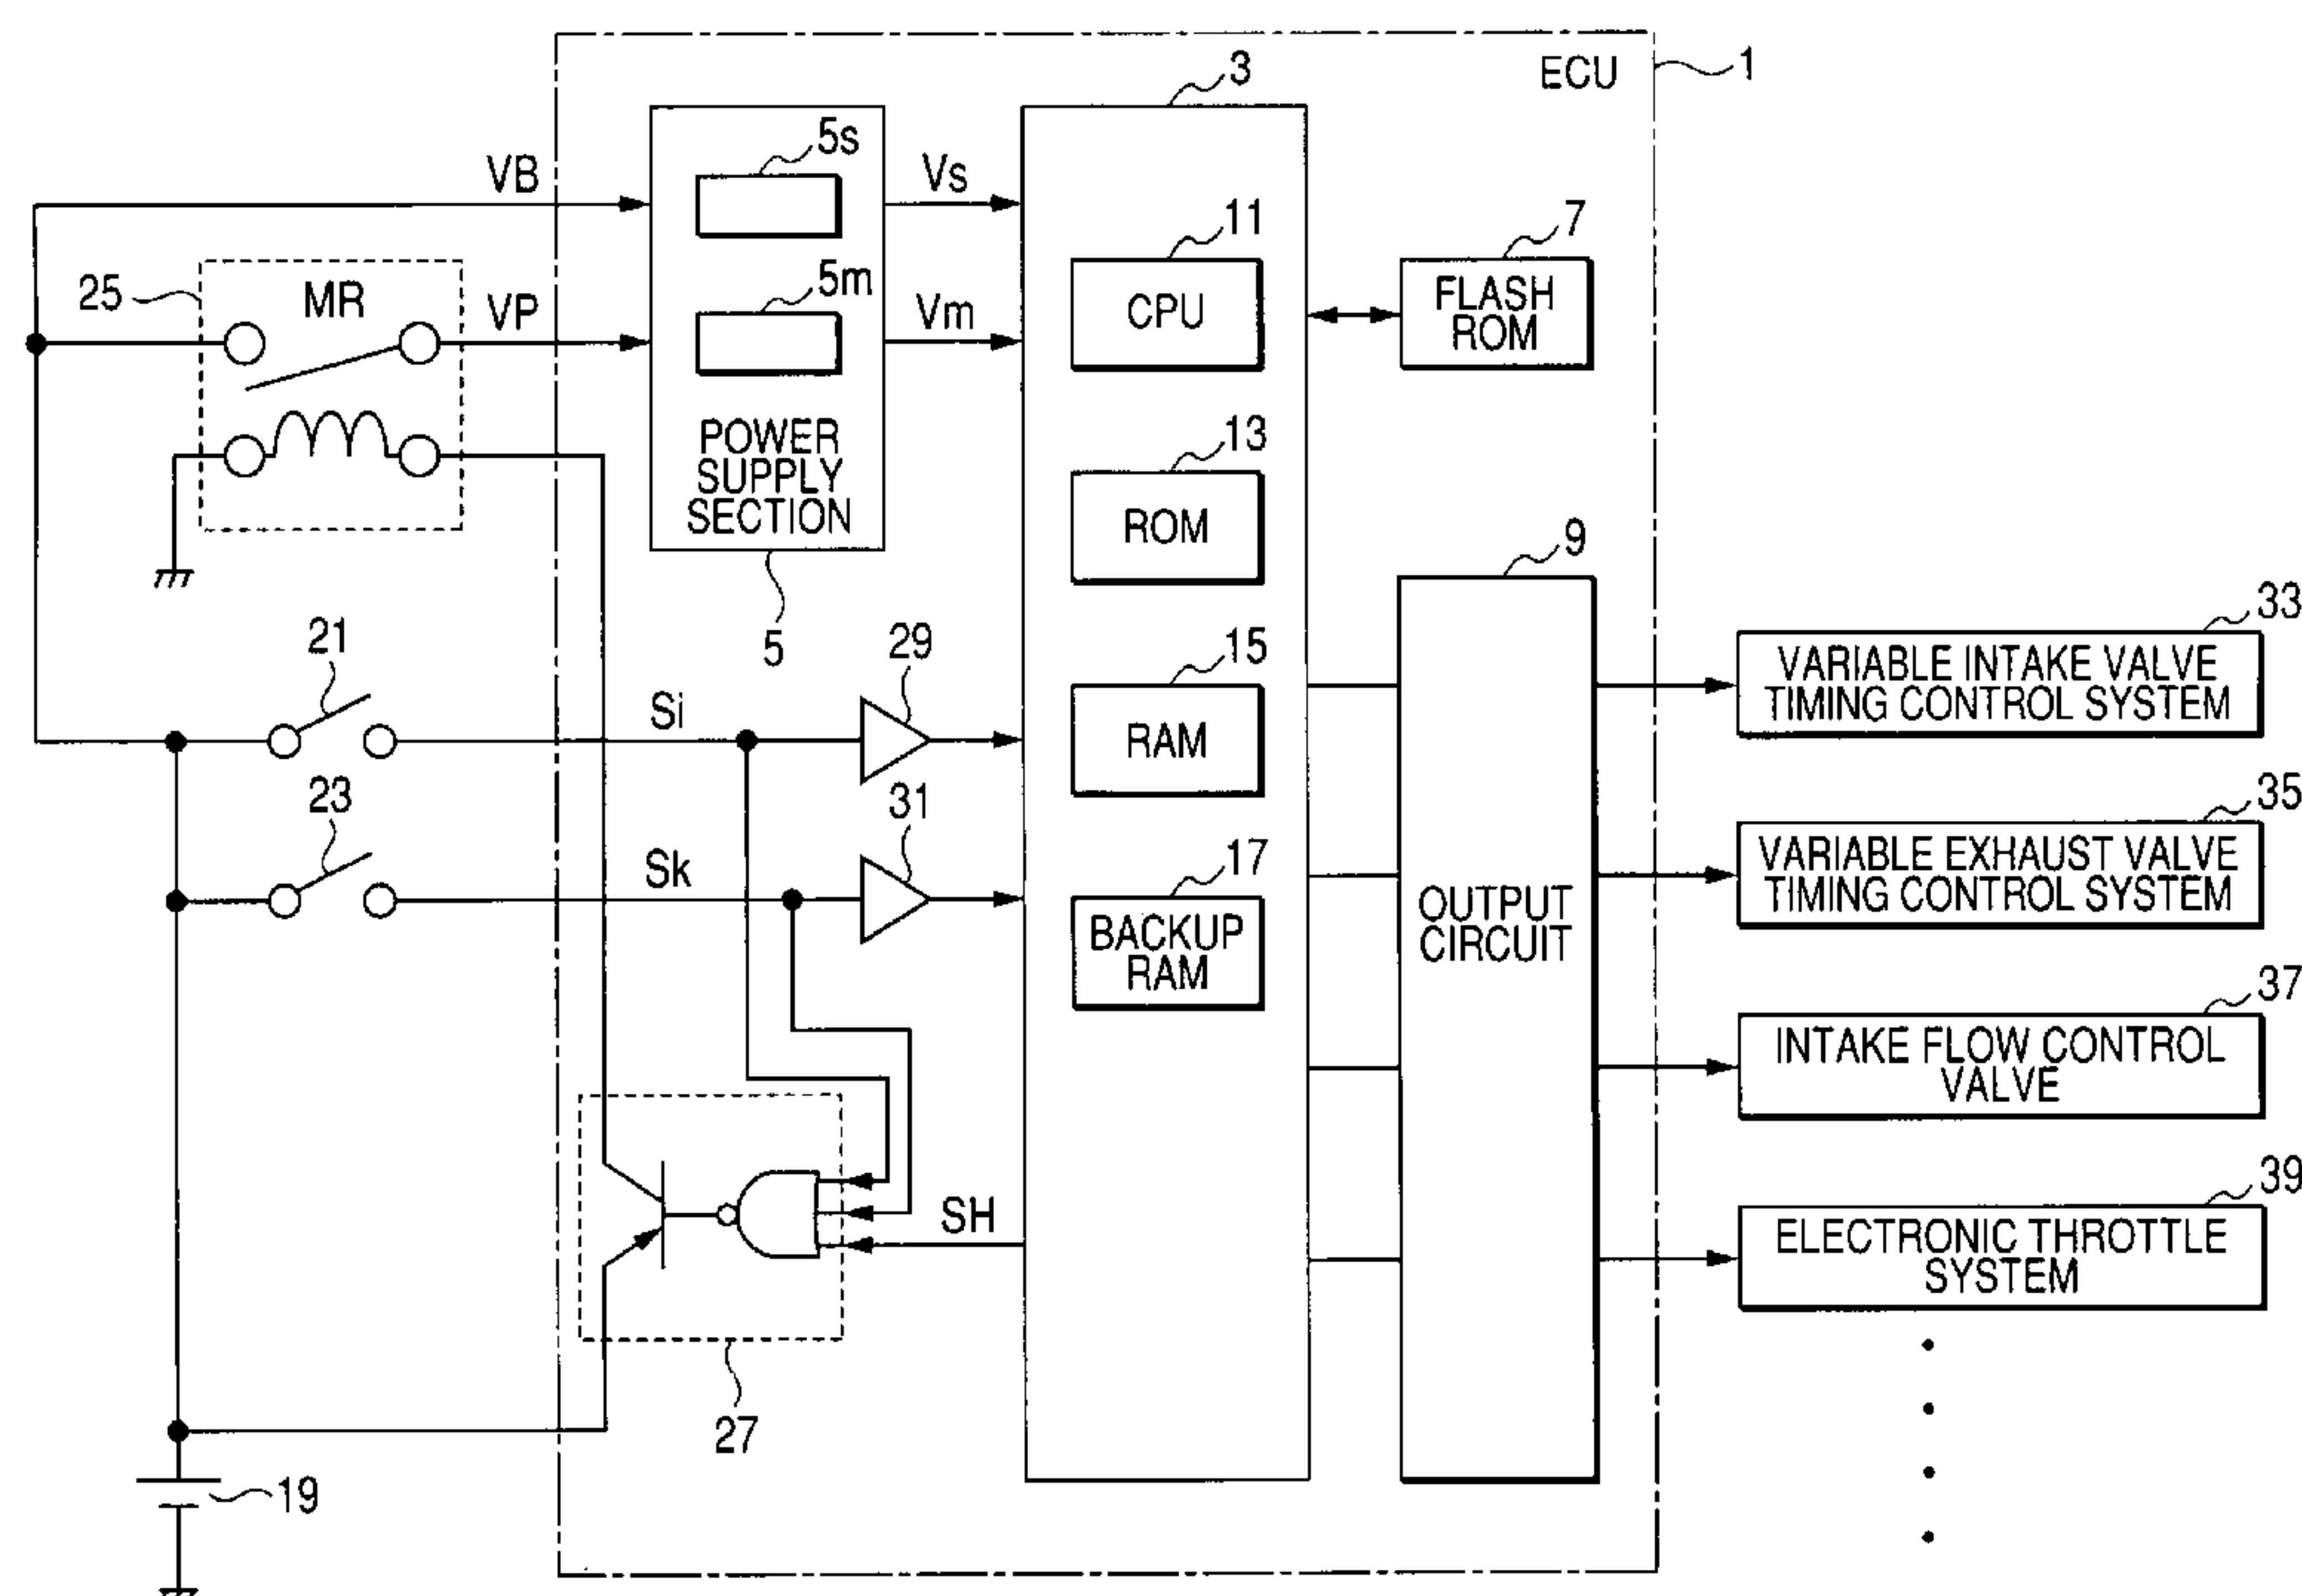 ECU
1
3
5s
VB
Vs
11
7
25
MR
5m
VP
Vm
CPU
FLASH
ROM
POWER
SUPPLY
SECTION
13
ROM
9
5
21
29
15
33
Si
RAM
VARIABLE INTAKE VALVE
TIMING CONTROL SYSTEM
23
31
35
Sk
17
VARIABLE EXHAUST VALVE
TIMING CONTROL SYSTEM
BACKUP
RAM
OUTPUT
CIRCUIT
37
INTAKE FLOW CONTROL
VALVE
SH
39
ELECTRONIC THROTTLE
SYSTEM
27
19